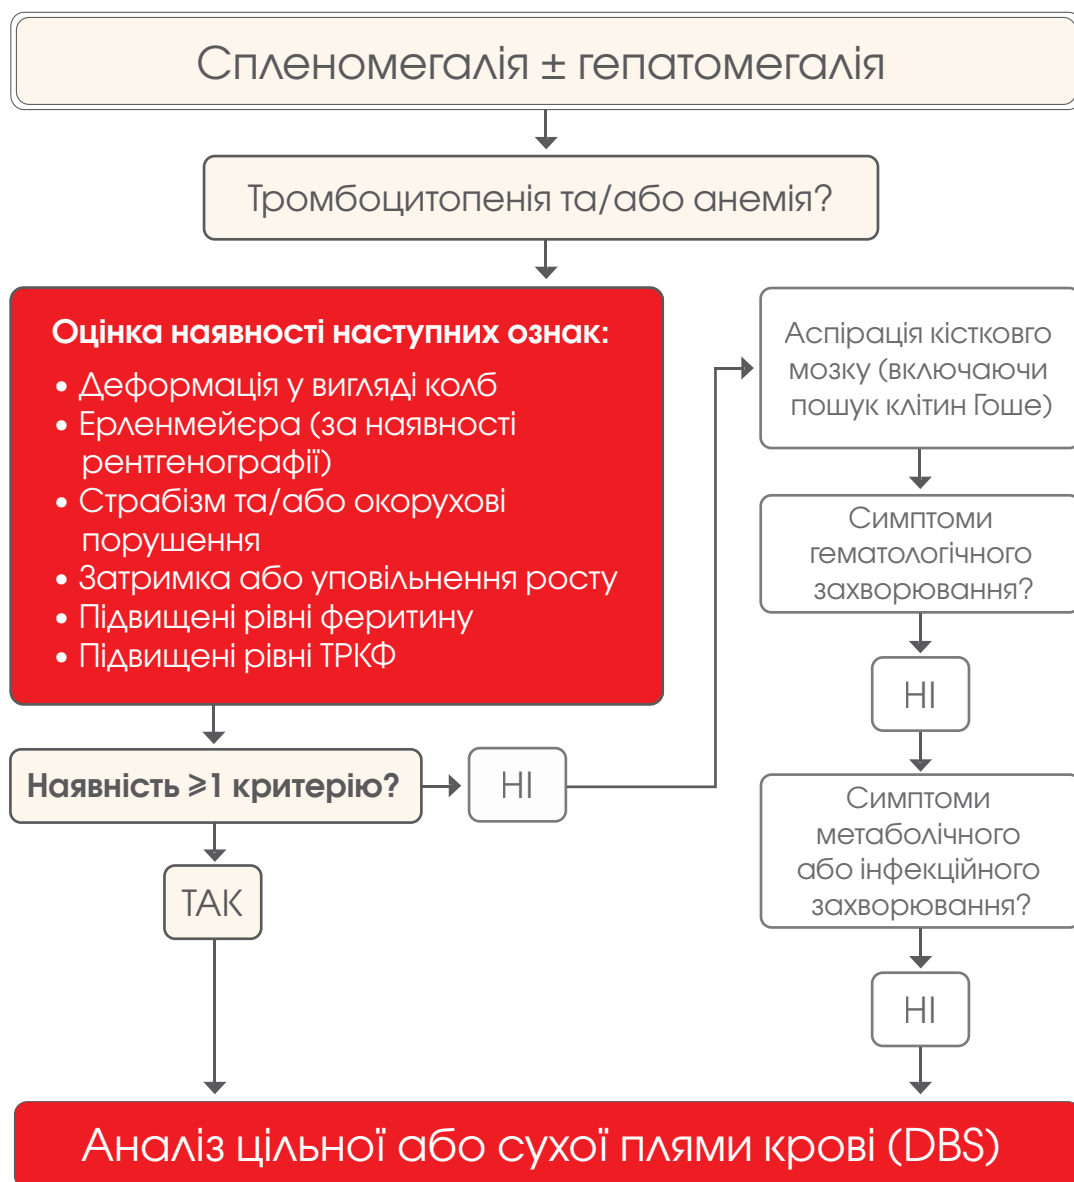 Спленомегалія ± гепатомегалія
Тромбоцитопенія та/або анемія?
Оцінка наявності наступних ознак:
• Деформація у вигляді колб
• Ерленмейєра (за наявності
рентгенографії)
• Страбізм та/або окорухові
порушення
• Затримка або уповільнення росту
• Підвищені рівні феритину
• Підвищені рівні ТРКФ
Наявність ≥1 критерію?
НІ
ТАК
Аспірація кісткового
мозку (включаючи
пошук клітин Гоше)
Симптоми
гематологічного
захворювання?
НІ
Симптоми
метаболічного
або інфекційного
захворювання?
НІ
Аналіз цільної або сухої плями крові (DBS)